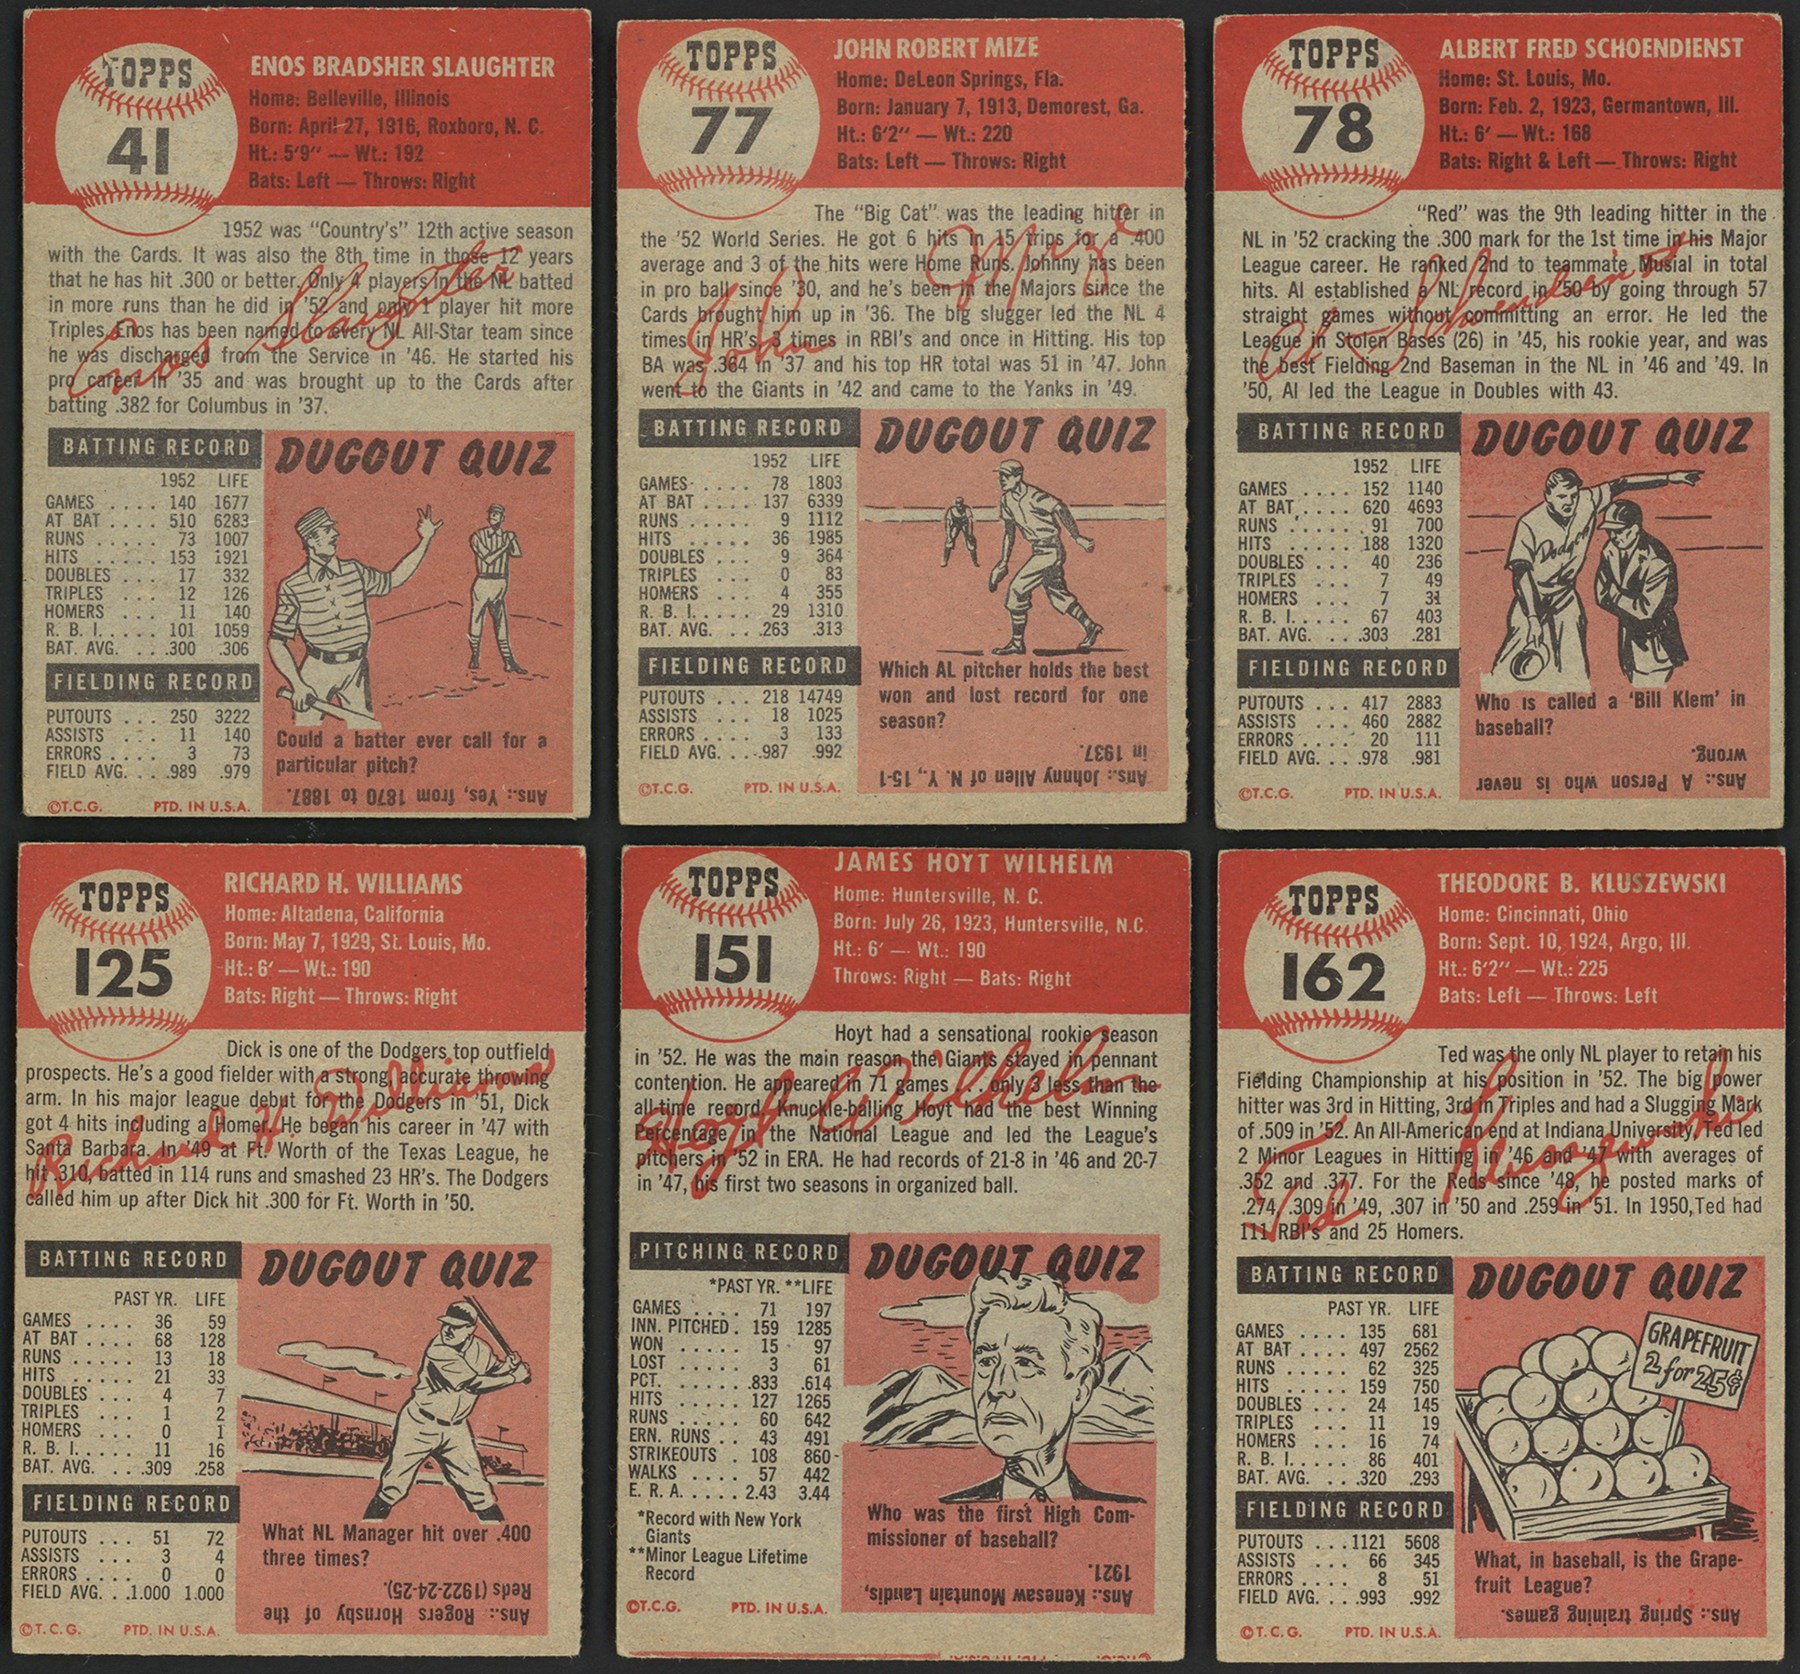 TOPPS
41
ENOS BRADSHER SLAUGHTER
Home: Belleville, Illinois
Born: April 27, 1916, Roxboro, N. C.
Ht.: 5'9" — Wt.: 192
Bats: Left — Throws: Right
1952 was "Country's" 12th active season
with the Cards. It was also the 8th time in those 12 years
that he has hit .300 or better. Only 4 players in the NL batted
in more runs than he did in '52 and only 1 player hit more
Triples. Enos has been named to every NL All-Star team since
he was discharged from the Service in '46. He started his
pro career in '35 and was brought up to the Cards after
batting .382 for Columbus in '37.
Enos Slaughter
BATTING RECORD
1952 LIFE
GAMES .... 140 1677
AT BAT .... 510 6283
RUNS ..... 73 1007
HITS ..... 153 1921
DOUBLES ... 17 332
TRIPLES ... 12 126
HOMERS ... 11 140
R. B. I. ..... 101 1059
BAT. AVG. ... .300 .306
FIELDING RECORD
PUTOUTS ... 250 3222
ASSISTS ... 11 140
ERRORS .... 3 73
FIELD AVG. ... .989 .979
©T.C.G. PTD. IN U.S.A.
DUGOUT QUIZ
Could a batter ever call for a
particular pitch?
Ans.: Yes, from 1870 to 1887.
TOPPS
77
JOHN ROBERT MIZE
Home: DeLeon Springs, Fla.
Born: January 7, 1913, Demorest, Ga.
Ht.: 6'2" — Wt.: 220
Bats: Left — Throws: Right
The "Big Cat" was the leading hitter in
the '52 World Series. He got 6 hits in 15 trips for a .400
average and 3 of the hits were Home Runs. Johnny has been
in pro ball since '30, and he's been in the Majors since the
Cards brought him up in '36. The big slugger led the NL 4
times in HR's, 3 times in RBI's and once in Hitting. His top
BA was .364 in '37 and his top HR total was 51 in '47. John
went to the Giants in '42 and came to the Yanks in '49.
John Mize
BATTING RECORD
1952 LIFE
GAMES .... 78 1803
AT BAT .... 137 6339
RUNS ..... 9 1112
HITS ..... 36 1985
DOUBLES ... 9 364
TRIPLES ... 0 83
HOMERS ... 4 355
R. B. I. ..... 29 1310
BAT. AVG. ... .263 .313
FIELDING RECORD
PUTOUTS ... 218 14749
ASSISTS ... 18 1025
ERRORS .... 3 133
FIELD AVG. ... .987 .992
©T.C.G. PTD. IN U.S.A.
DUGOUT QUIZ
Which AL pitcher holds the best
won and lost record for one
season?
Ans.: Johnny Allen of N. Y., 15-1
in 1937.
TOPPS
78
ALBERT FRED SCHOENDIENST
Home: St. Louis, Mo.
Born: Feb. 2, 1923, Germantown, Ill.
Ht.: 6' — Wt.: 168
Bats: Right & Left — Throws: Right
"Red" was the 9th leading hitter in the
NL in '52 cracking the .300 mark for the 1st time in his Major
League career. He ranked 2nd to teammate Musial in total
hits. Al established a NL record in '50 by going through 57
straight games without committing an error. He led the
League in Stolen Bases (26) in '45, his rookie year, and was
the best Fielding 2nd Baseman in the NL in '46 and '49. In
'50, Al led the League in Doubles with 43.
Al Schoendienst
BATTING RECORD
1952 LIFE
GAMES .... 152 1140
AT BAT .... 620 4693
RUNS ..... 91 700
HITS ..... 188 1320
DOUBLES ... 40 236
TRIPLES ... 7 49
HOMERS ... 7 31
R. B. I. ..... 67 403
BAT. AVG. ... .303 .281
FIELDING RECORD
PUTOUTS ... 417 2883
ASSISTS ... 460 2882
ERRORS .... 20 111
FIELD AVG. ... .978 .981
©T.C.G. PTD. IN U.S.A.
DUGOUT QUIZ
Dodgers
Who is called a 'Bill Klem' in
baseball?
Ans.: A Person who is never
wrong.
TOPPS
125
RICHARD H. WILLIAMS
Home: Altadena, California
Born: May 7, 1929, St. Louis, Mo.
Ht.: 6' — Wt.: 190
Bats: Right — Throws: Right
Dick is one of the Dodgers top outfield
prospects. He's a good fielder with a strong, accurate throwing
arm. In his major league debut for the Dodgers in '51, Dick
got 4 hits including a Homer. He began his career in '47 with
Santa Barbara. In '49 at Ft. Worth of the Texas League, he
hit .310, batted in 114 runs and smashed 23 HR's. The Dodgers
called him up after Dick hit .300 for Ft. Worth in '50.
Richard H Williams
BATTING RECORD
PAST YR. LIFE
GAMES .... 36 59
AT BAT .... 68 128
RUNS ..... 13 18
HITS ..... 21 33
DOUBLES ... 4 7
TRIPLES ... 1 2
HOMERS ... 0 1
R. B. I. ..... 11 16
BAT. AVG. ... .309 .258
FIELDING RECORD
PUTOUTS ... 51 72
ASSISTS ... 3 4
ERRORS .... 0 0
FIELD AVG. ..1.000 1.000
©T.C.G. PTD. IN U.S.A.
DUGOUT QUIZ
What NL Manager hit over .400
three times?
Ans.: Rogers Hornsby of the
Reds (1922-24-25).
TOPPS
151
JAMES HOYT WILHELM
Home: Huntersville, N. C.
Born: July 26, 1923, Huntersville, N.C.
Ht.: 6' — Wt.: 190
Throws: Right — Bats: Right
Hoyt had a sensational rookie season
in '52. He was the main reason the Giants stayed in pennant
contention. He appeared in 71 games ... only 3 less than the
all-time record. Knuckle-balling Hoyt had the best Winning
Percentage in the National League and led the League's
pitchers in '52 in ERA. He had records of 21-8 in '46 and 20-7
in '47, his first two seasons in organized ball.
Hoyt Wilhelm
PITCHING RECORD
*PAST YR. **LIFE
GAMES .... 71 197
INN. PITCHED . 159 1285
WON ..... 15 97
LOST ..... 3 61
PCT. ...... .833 .614
HITS ..... 127 1265
RUNS ..... 60 642
ERN. RUNS .. 43 491
STRIKEOUTS . 108 860
WALKS .... 57 442
E. R. A. ..... 2.43 3.44
*Record with New York
Giants
**Minor League Lifetime
Record
©T.C.G. PTD. IN U.S.A.
DUGOUT QUIZ
Who was the first High Com-
missioner of baseball?
Ans.: Kenesaw Mountain Landis,
1921.
©T.C.G. PTD. IN U.S.A.
TOPPS
162
THEODORE B. KLUSZEWSKI
Home: Cincinnati, Ohio
Born: Sept. 10, 1924, Argo, Ill.
Ht.: 6'2" — Wt.: 225
Bats: Left — Throws: Left
Ted was the only NL player to retain his
Fielding Championship at his position in '52. The big power
hitter was 3rd in Hitting, 3rd in Triples and had a Slugging Mark
of .509 in '52. An All-American end at Indiana University, Ted led
2 Minor Leagues in Hitting in '46 and '47 with averages of
.352 and .377. For the Reds since '48, he posted marks of
.274, .309 in '49, .307 in '50 and .259 in '51. In 1950, Ted had
111 RBI's and 25 Homers.
Ted Kluszewski
BATTING RECORD
PAST YR. LIFE
GAMES .... 135 681
AT BAT .... 497 2562
RUNS ..... 62 325
HITS ..... 159 750
DOUBLES ... 24 145
TRIPLES ... 11 19
HOMERS ... 16 74
R. B. I. ..... 86 401
BAT. AVG. ... .320 .293
FIELDING RECORD
PUTOUTS ... 1121 5608
ASSISTS ... 66 345
ERRORS .... 8 51
FIELD AVG. ... .993 .992
©T.C.G. PTD. IN U.S.A.
DUGOUT QUIZ
GRAPEFRUIT
2 for 25¢
What, in baseball, is the Grape-
fruit League?
Ans.: Spring training games.